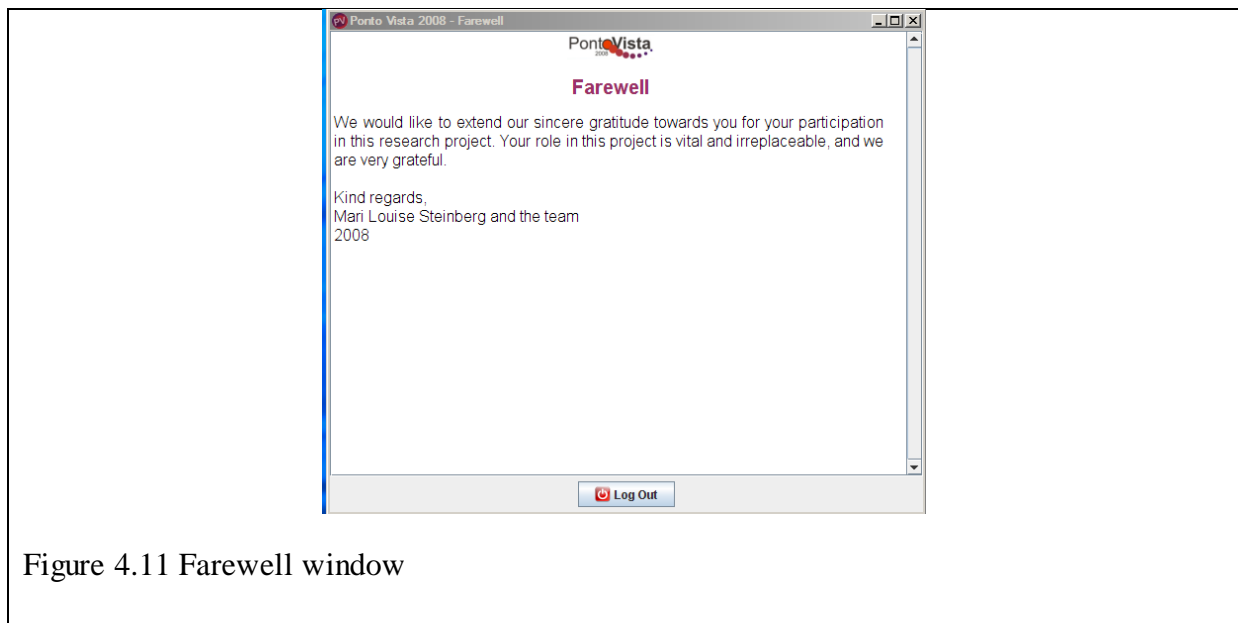 PV Ponto Vista 2008 - Farewell
PontoVista
2008
Farewell
We would like to extend our sincere gratitude towards you for your participation
in this research project. Your role in this project is vital and irreplaceable, and we
are very grateful.
Kind regards,
Mari Louise Steinberg and the team
2008
Log Out
Figure 4.11 Farewell window